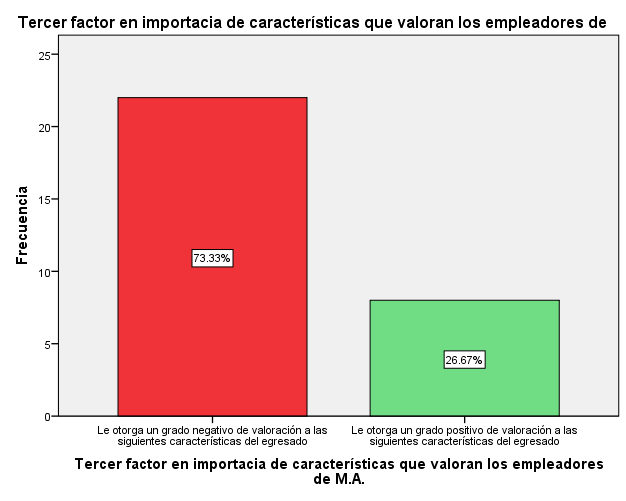 Tercer factor en importacia de características que valoran los empleadores de
25
20
15
10
5
0
Frecuencia
73.33%
26.67%
Le otorga un grado negativo de valoración a las
siguientes características del egresado
Le otorga un grado positivo de valoración a las
siguientes características del egresado
Tercer factor en importacia de características que valoran los empleadores
de M.A.